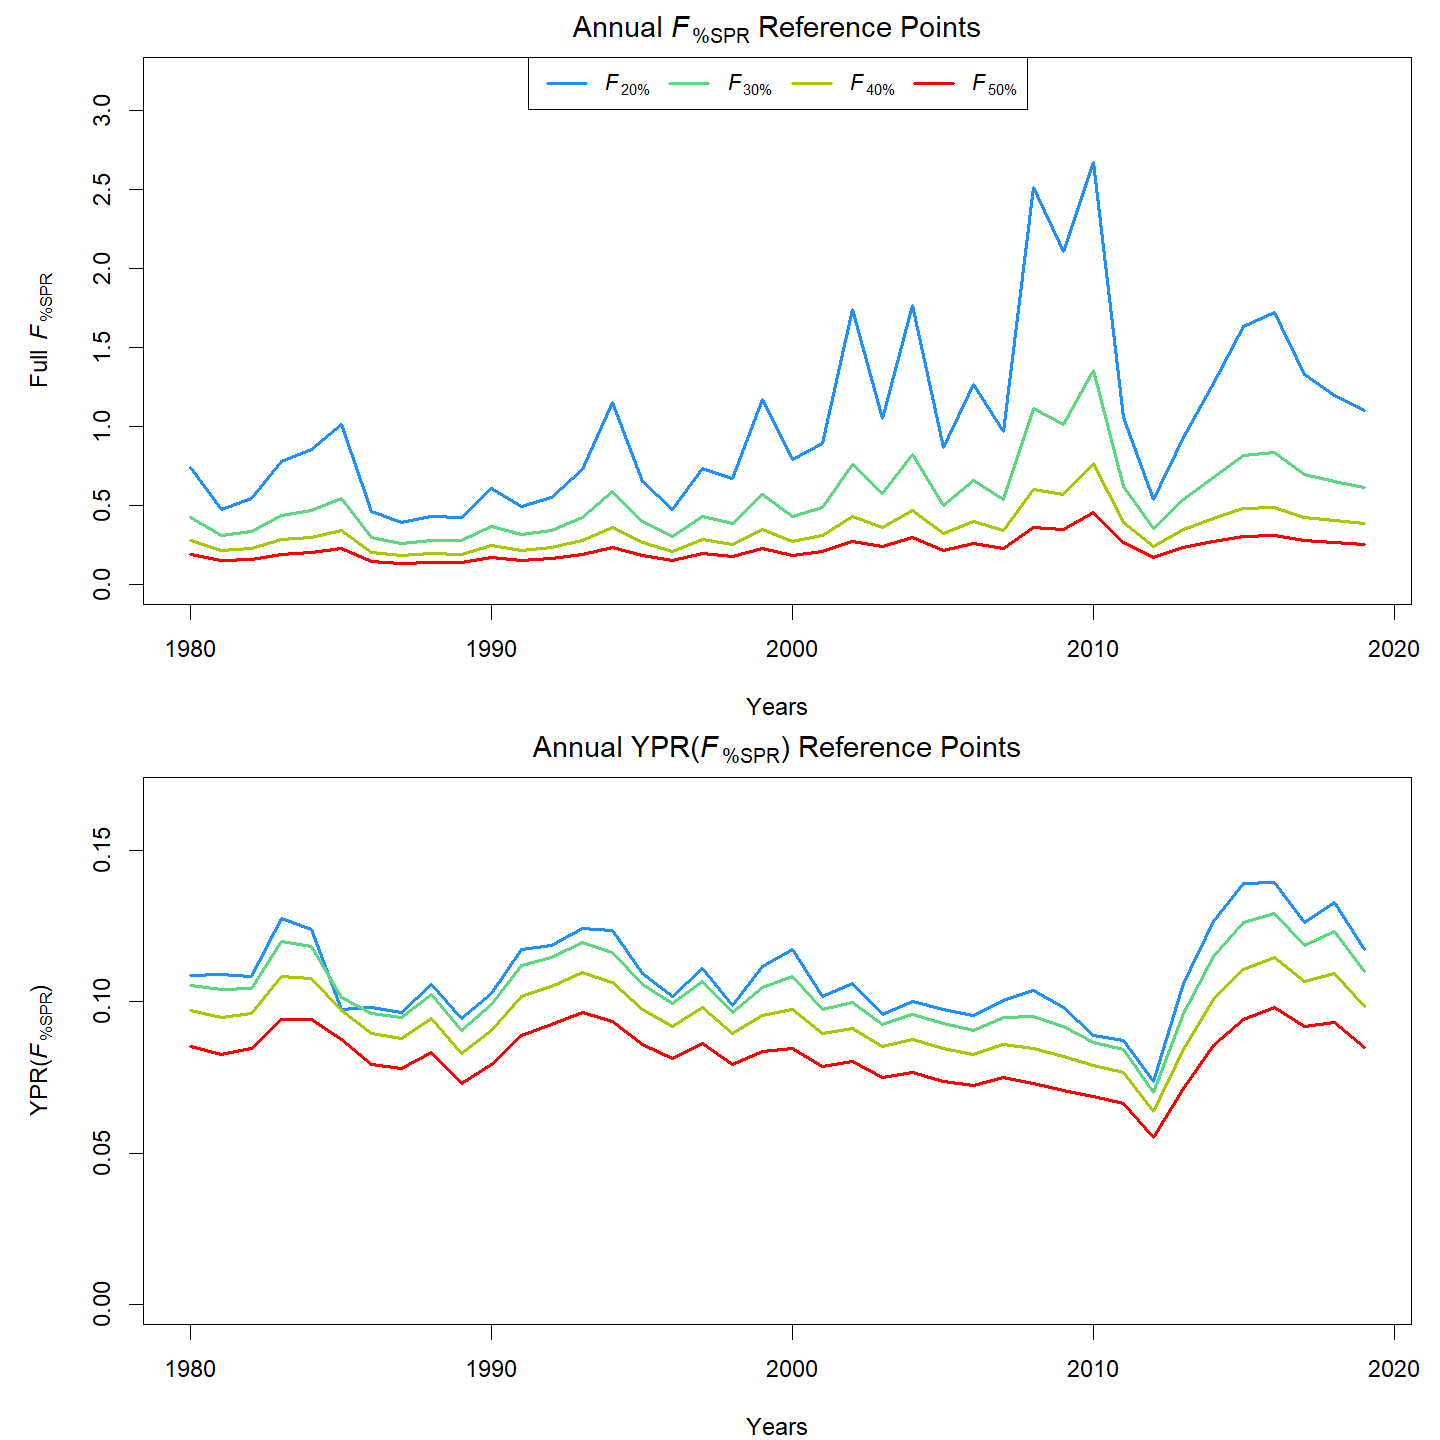 Annual F%SPR Reference Points
F20% F30% F40% F50%
Full F%SPR
3.0
2.5
2.0
1.5
1.0
0.5
0.0
1980 1990 2000 2010 2020
Years
Annual YPR(F%SPR) Reference Points
YPR(F%SPR)
0.15
0.10
0.05
0.00
1980 1990 2000 2010 2020
Years